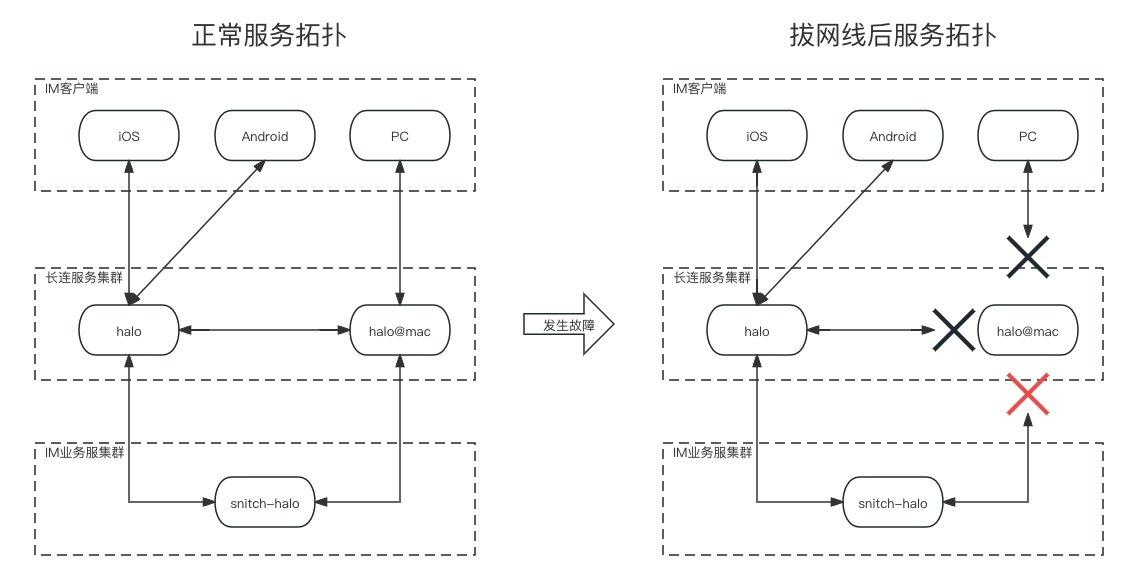 正常服务拓扑
IM客户端
iOS
Android
PC
长连服务集群
halo
halo@mac
IM业务服集群
snitch-halo
发生故障
拔网线后服务拓扑
IM客户端
iOS
Android
PC
长连服务集群
halo
halo@mac
IM业务服集群
snitch-halo